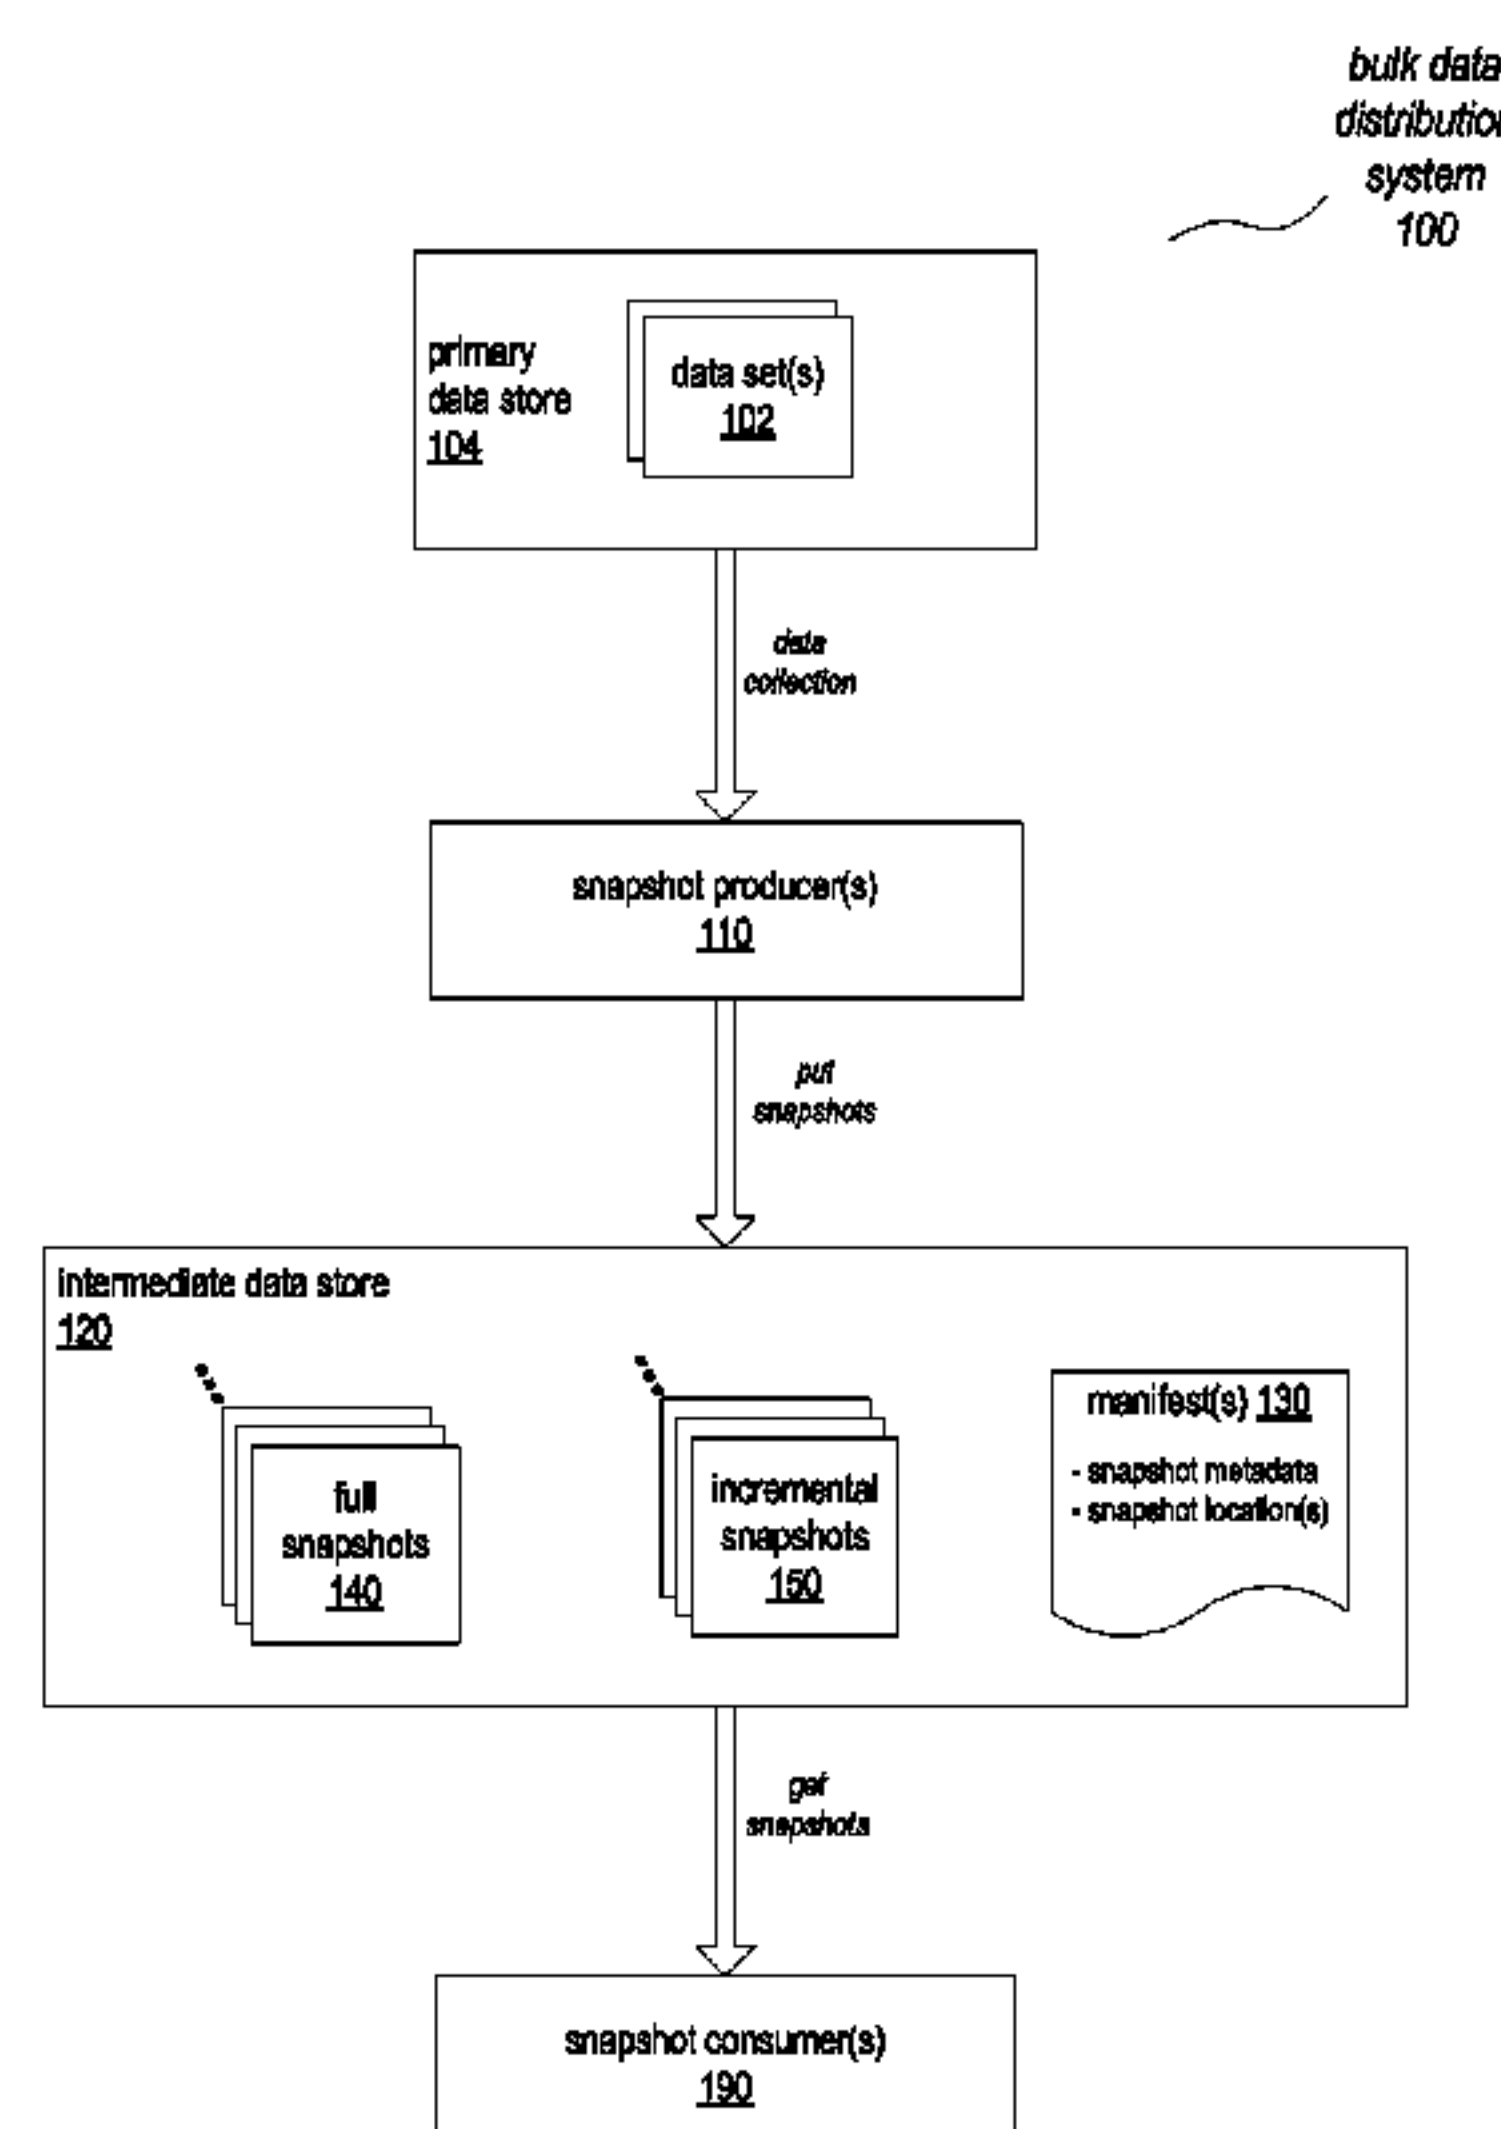 bulk data
distribution
system
100
primary
data store
104
data set(s)
102
data
collection
snapshot producer(s)
110
put
snapshots
intermediate data store
120
full
snapshots
140
incremental
snapshots
150
manifest(s) 130
- snapshot metadata
- snapshot location(s)
get
snapshots
snapshot consumer(s)
190